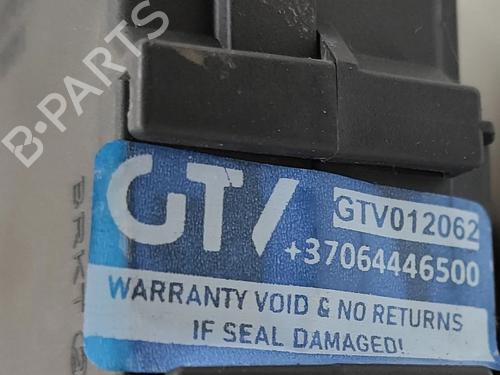 B-PARTS
GTV
GTV012062
+37064446500
WARRANTY VOID & NO RETURNS
IF SEAL DAMAGED!